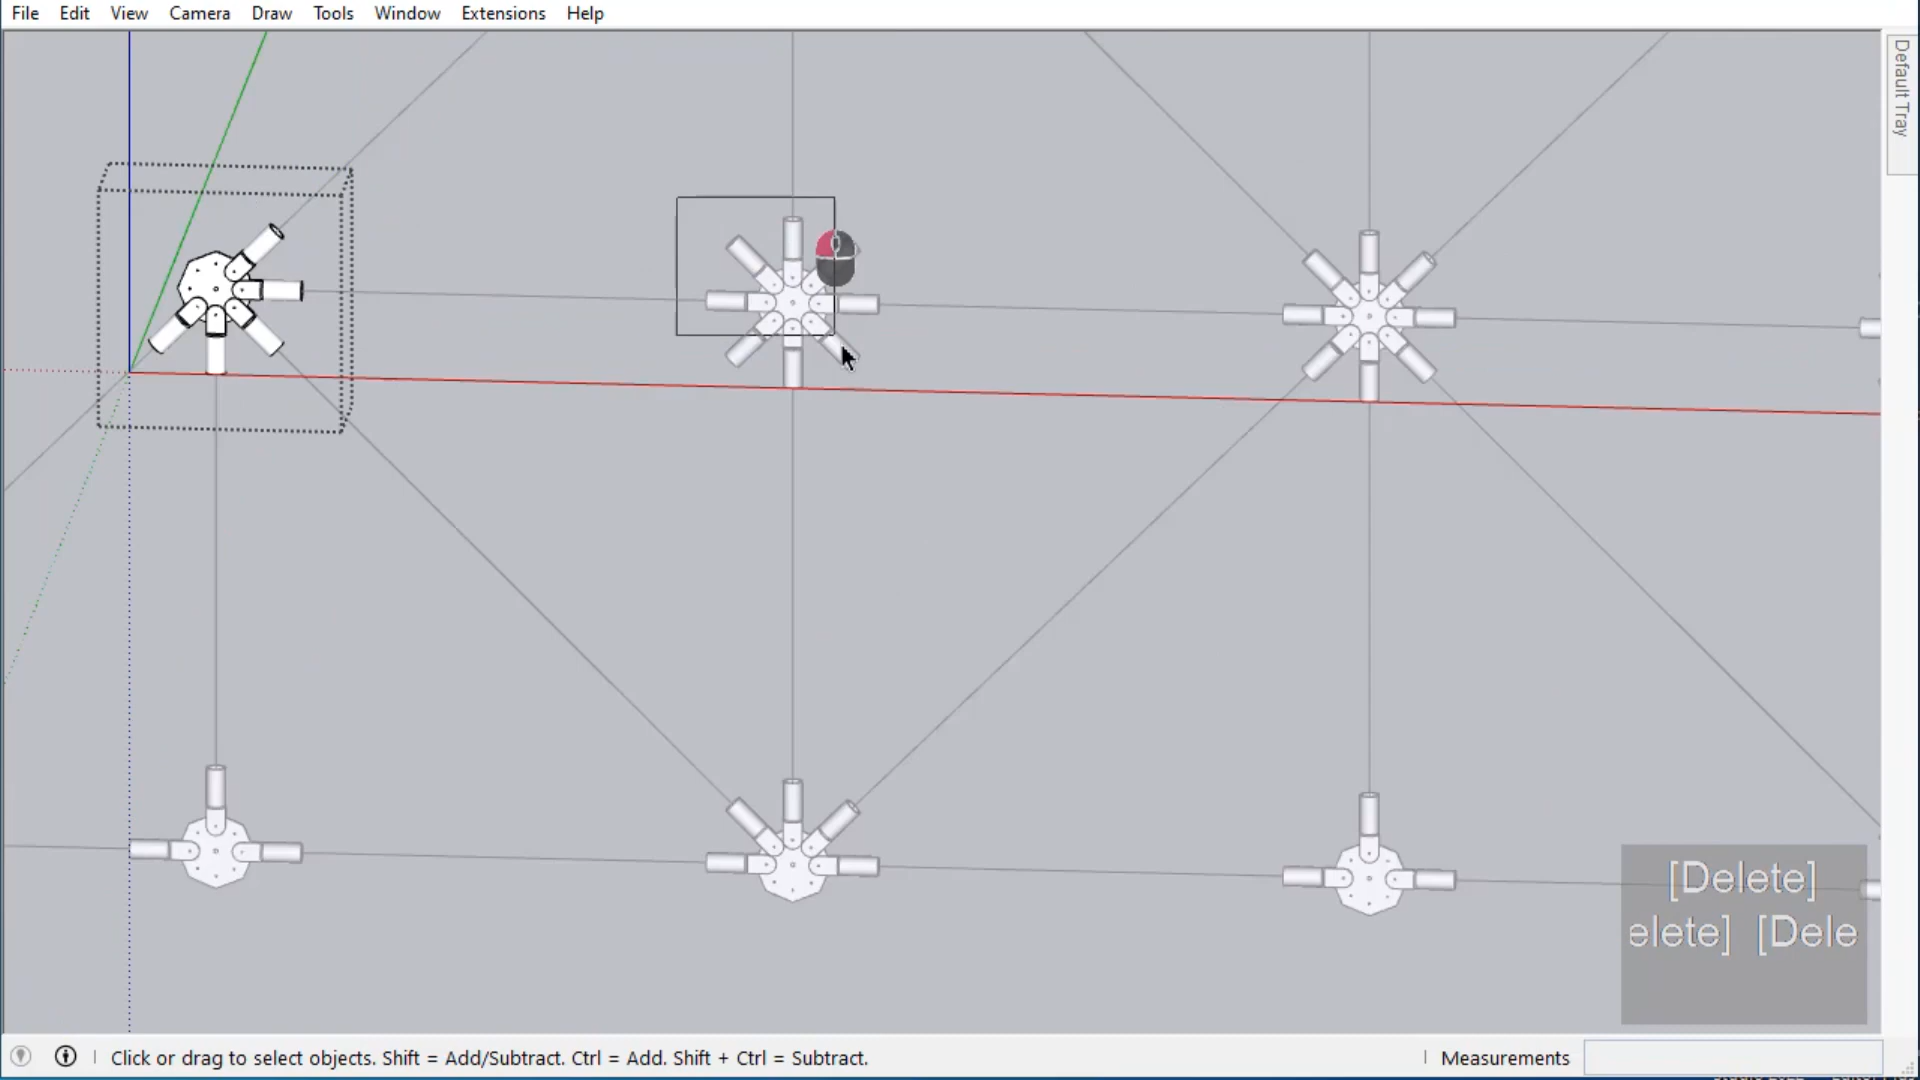 File Edit View Camera Draw Tools Window Extensions Help
Default Tray
[Delete]
elete] [Dele
Click or drag to select objects. Shift = Add/Subtract. Ctrl = Add. Shift + Ctrl = Subtract.
Measurements